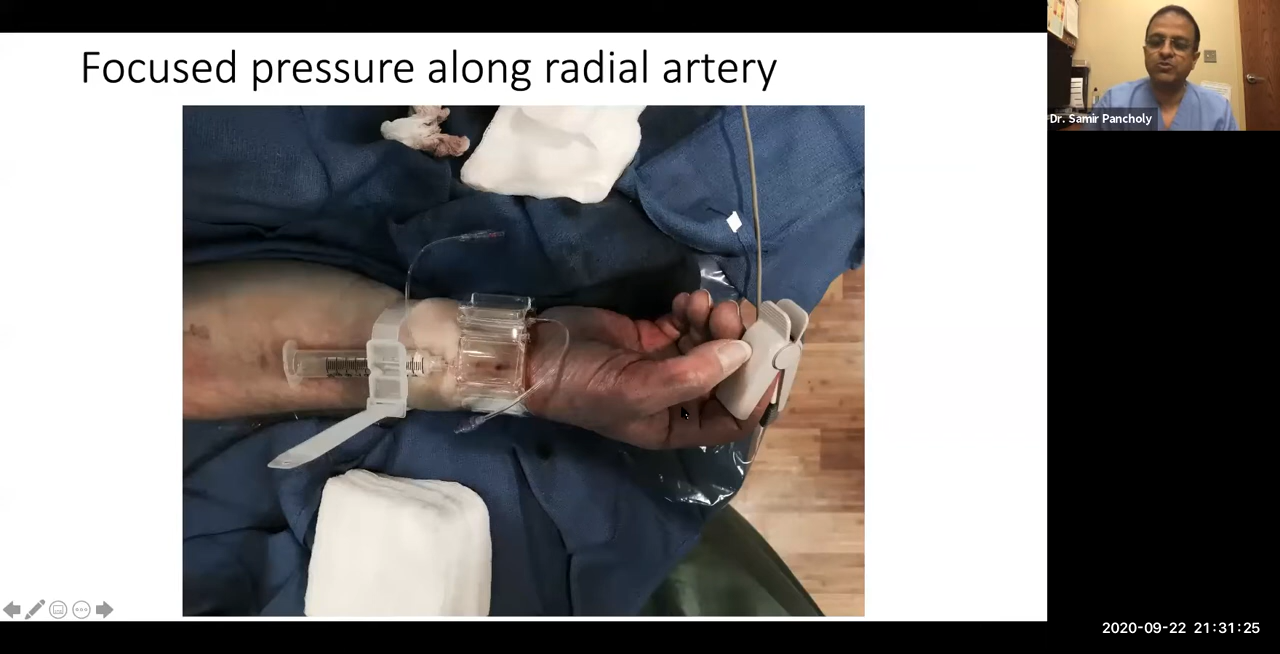 Focused pressure along radial artery
Dr. Samir Pancholy
2020-09-22 21:31:25